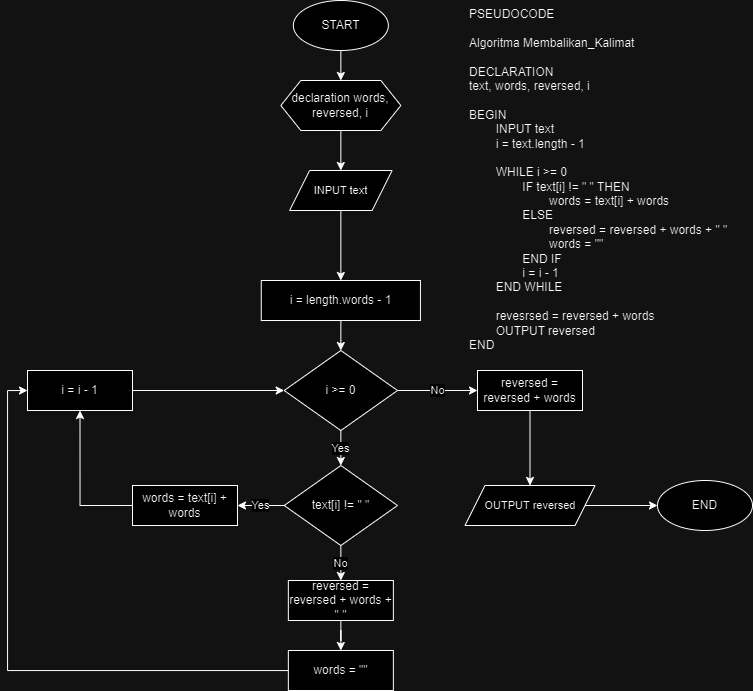 START
declaration words,
reversed, i
INPUT text
i = length.words - 1
i >= 0
i = i - 1
No
reversed =
reversed + words
Yes
words = text[i] +
words
Yes
text[i] != " "
OUTPUT reversed
END
No
reversed =
reversed + words +
" "
words = ""
PSEUDOCODE
Algoritma Membalikan_Kalimat
DECLARATION
text, words, reversed, i
BEGIN
INPUT text
i = text.length - 1
WHILE i >= 0
IF text[i] != " " THEN
words = text[i] + words
ELSE
reversed = reversed + words + " "
words = ""
END IF
i = i - 1
END WHILE
revesrsed = reversed + words
OUTPUT reversed
END